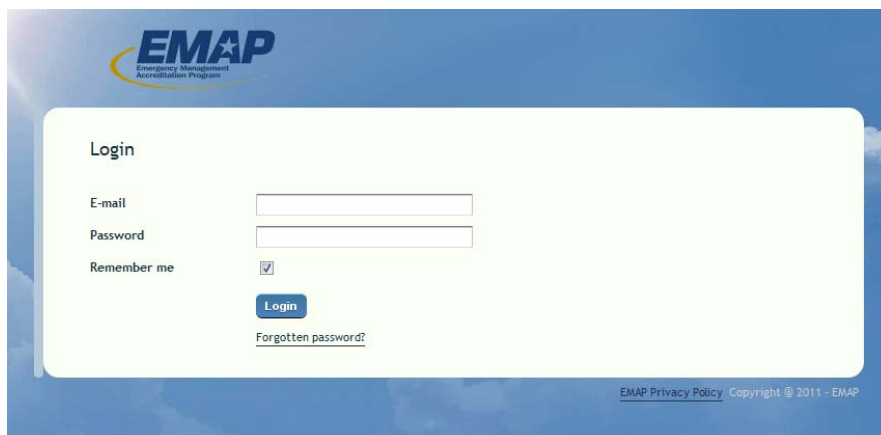 EMAP
Emergency Management
Accreditation Program
Login
E-mail
Password
Remember me
Login
Forgotten password?
EMAP Privacy Policy Copyright @ 2011 - EMAP